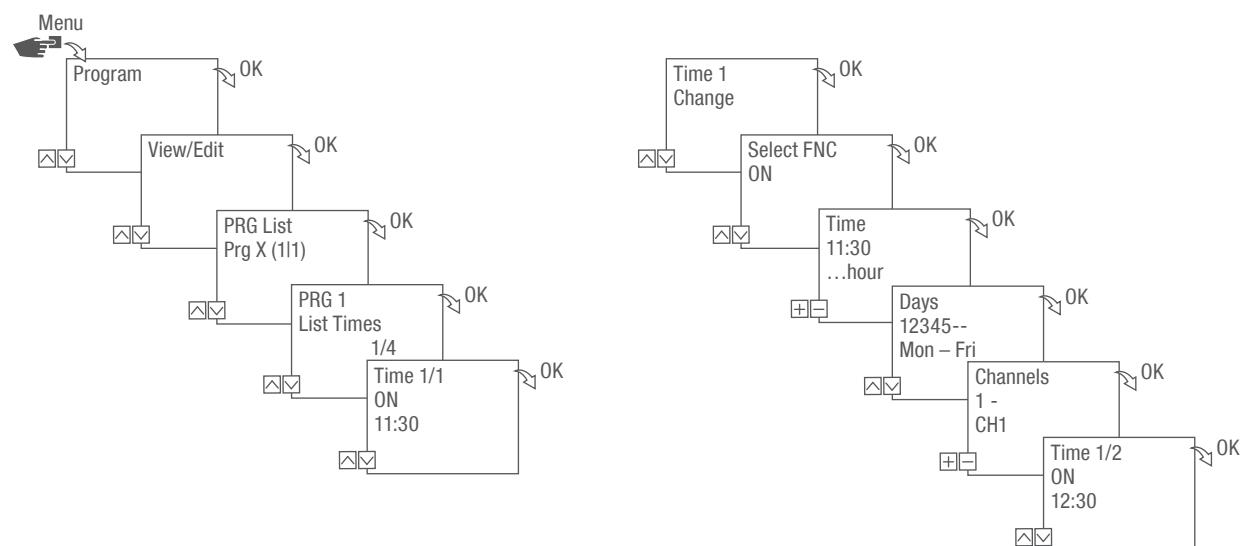 Menu
Program
OK
View/Edit
OK
PRG List
Prg X (1|1)
OK
PRG 1
List Times
1/4
OK
Time 1/1
ON
11:30
OK
Time 1
Change
OK
Select FNC
ON
OK
Time
11:30
…hour
OK
Days
12345--
Mon – Fri
OK
Channels
1 -
CH1
OK
Time 1/2
ON
12:30
OK